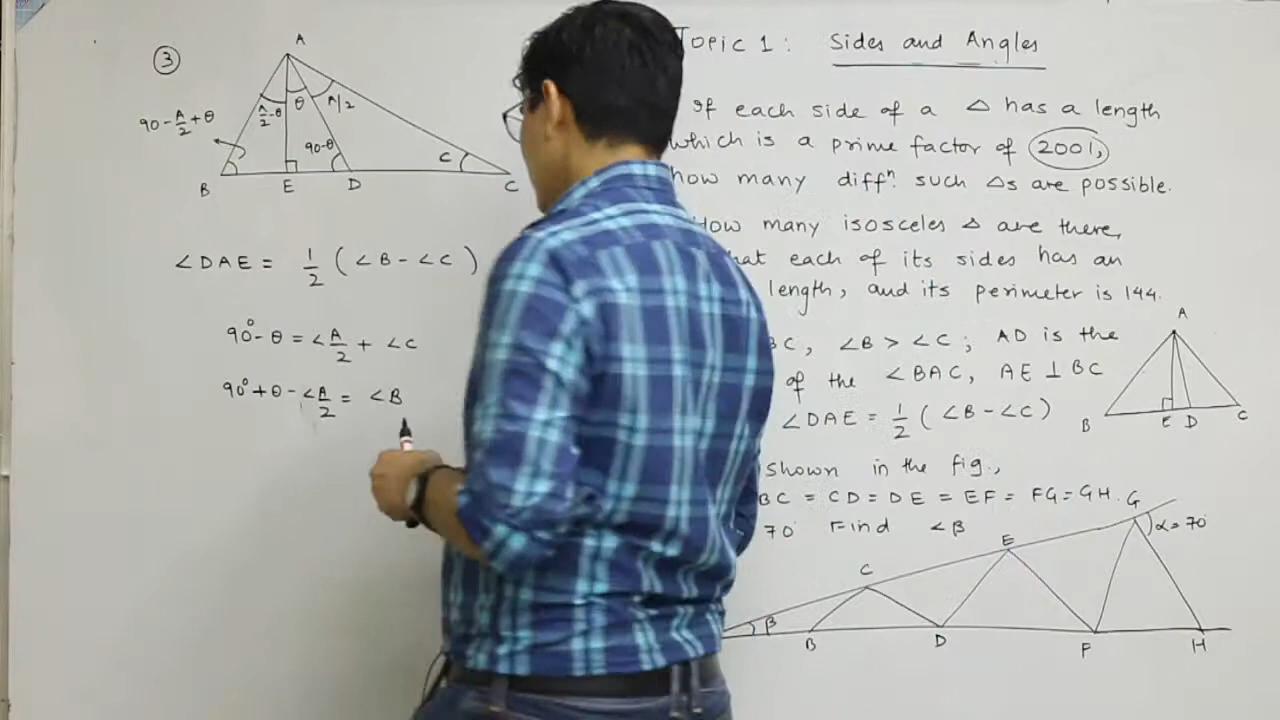 ③
A
A/2-θ
θ
A/2
90-A/2+θ
90-θ
C
B
E
D
C
∠DAE = 1/2 (∠B-∠C)
90°-θ = ∠A/2 + ∠C
90°+θ-∠A/2 = ∠B
Topic 1: Sides and Angles
If each side of a △ has a length
which is a prime factor of 2001,
how many diffⁿ. such △s are possible.
How many isosceles △ are there,
that each of its sides has an
length, and its perimeter is 144.
BC, ∠B > ∠C ; AD is the
of the ∠BAC, AE ⊥ BC
∠DAE = 1/2 (∠B-∠C)
A
B
E
D
C
shown in the fig.,
BC = CD = DE = EF = FG = GH.
70° Find ∠β
G
α=70°
E
C
β
B
D
F
H